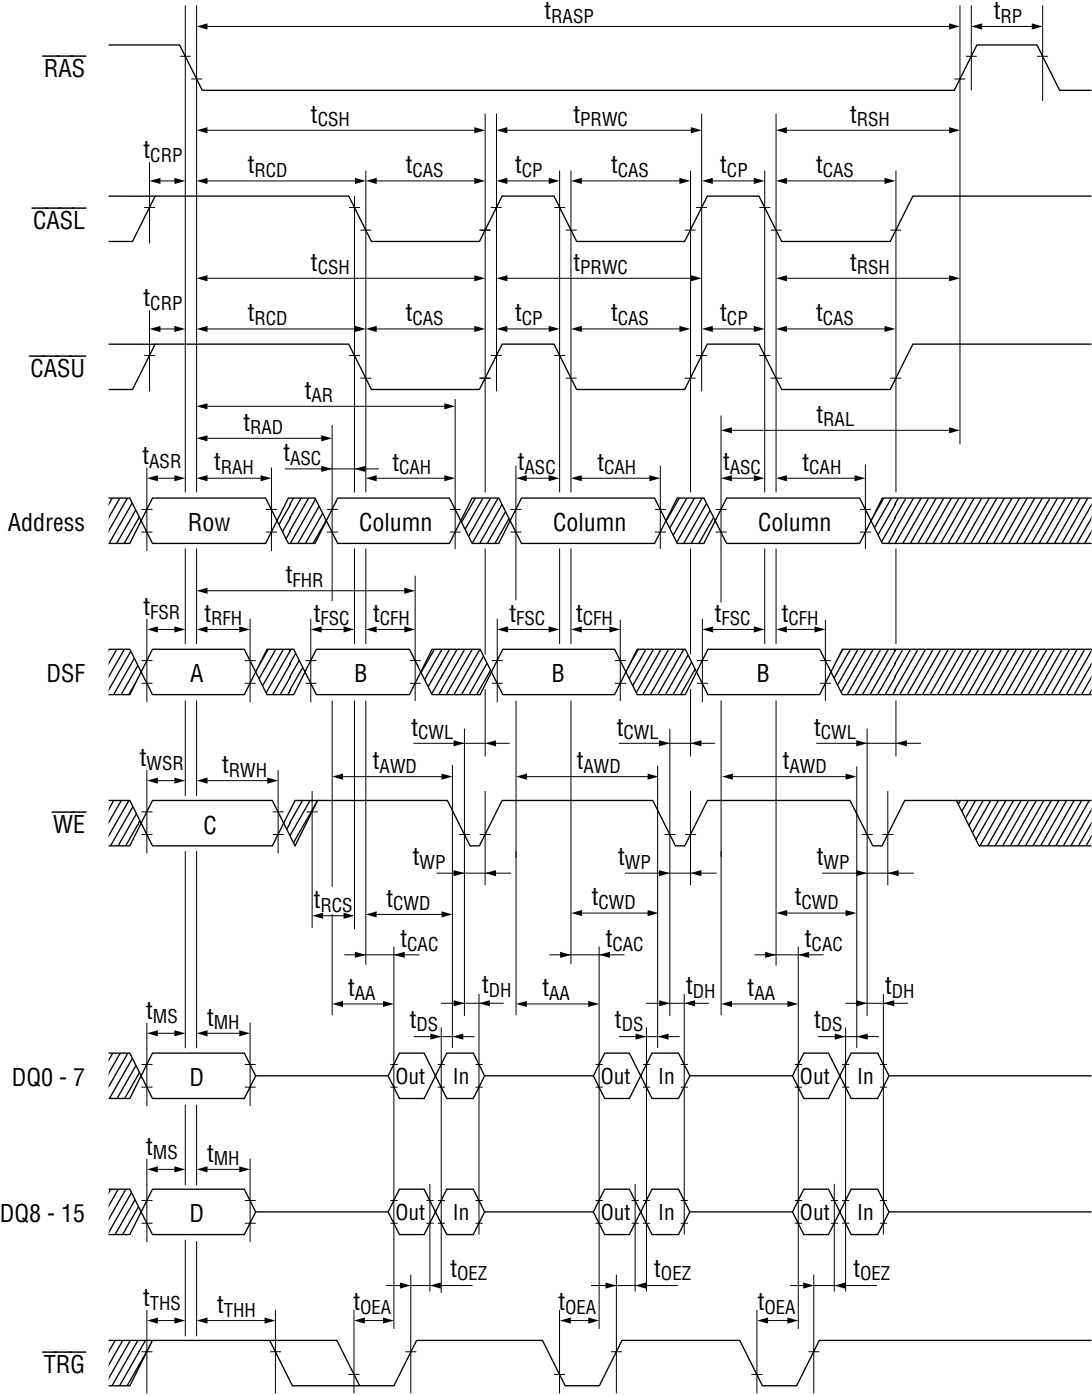 tRASP tRP
RAS
tCSH tPRWC tRSH
tCRP tRCD tCAS tCP tCAS tCP tCAS
CASL
tCSH tPRWC tRSH
tCRP tRCD tCAS tCP tCAS tCP tCAS
CASU
tAR
tRAD tRAL
tASR tRAH tASC tCAH tASC tCAH tASC tCAH
Address Row Column Column Column
tFHR
tFSR tRFH tFSC tCFH tFSC tCFH tFSC tCFH
DSF A B B B
tCWL tCWL tCWL
tWSR tRWH tAWD tAWD tAWD
WE C
tWP tWP tWP
tRCS tCWD tCWD tCWD
tCAC tCAC tCAC
tAA tDH tAA tDH tAA tDH
tMS tMH tDS tDS tDS
DQ0 - 7 D Out In Out In Out In
tMS tMH
DQ8 - 15 D Out In Out In Out In
tOEZ tOEZ tOEZ
tTHS tTHH tOEA tOEA tOEA
TRG